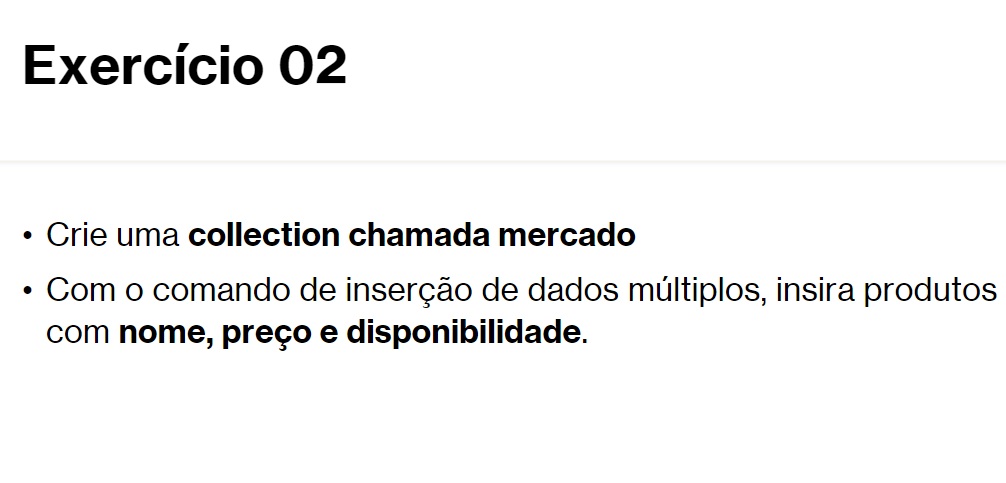 Exercício 02
• Crie uma collection chamada mercado
• Com o comando de inserção de dados múltiplos, insira produtos
com nome, preço e disponibilidade.